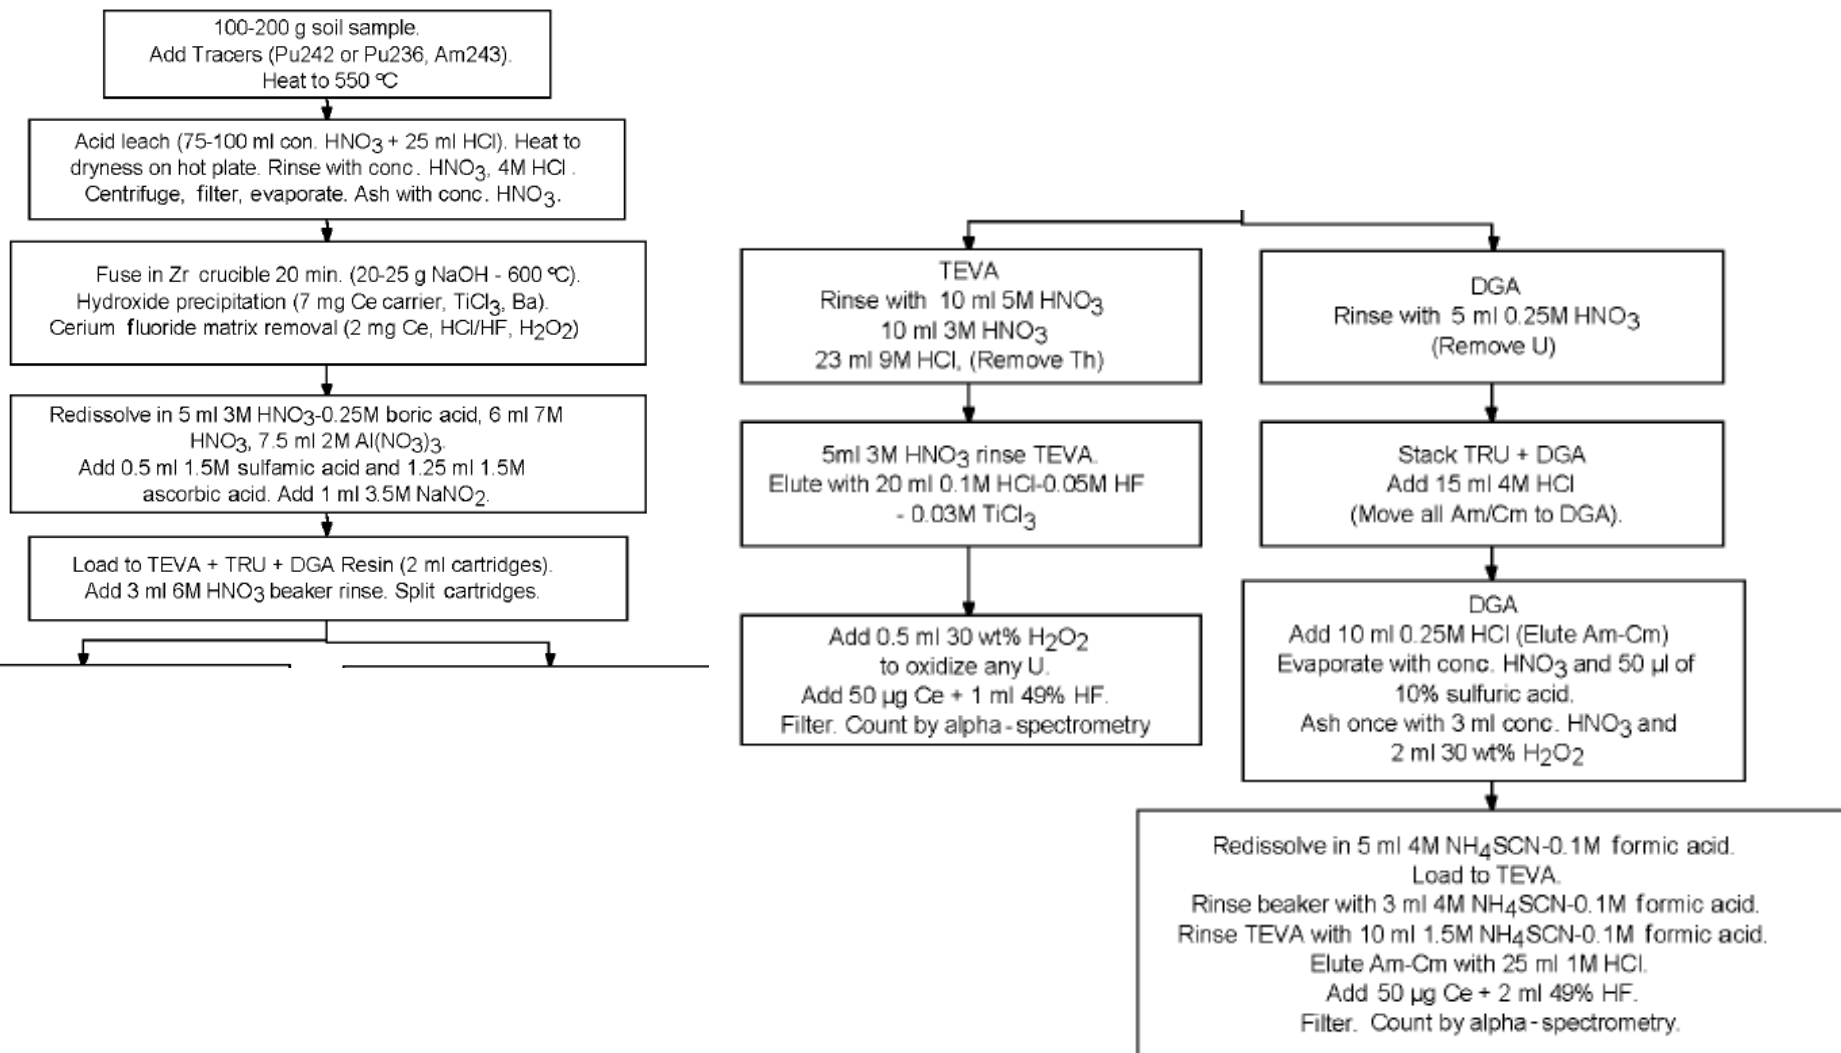 100-200 g soil sample.
Add Tracers (Pu242 or Pu236, Am243).
Heat to 550 ºC
Acid leach (75-100 ml con. HNO3 + 25 ml HCl). Heat to
dryness on hot plate. Rinse with conc. HNO3, 4M HCl .
Centrifuge, filter, evaporate. Ash with conc. HNO3.
Fuse in Zr crucible 20 min. (20-25 g NaOH - 600 ºC).
Hydroxide precipitation (7 mg Ce carrier, TiCl3, Ba).
Cerium fluoride matrix removal (2 mg Ce, HCl/HF, H2O2)
Redissolve in 5 ml 3M HNO3-0.25M boric acid, 6 ml 7M
HNO3, 7.5 ml 2M Al(NO3)3.
Add 0.5 ml 1.5M sulfamic acid and 1.25 ml 1.5M
ascorbic acid. Add 1 ml 3.5M NaNO2.
Load to TEVA + TRU + DGA Resin (2 ml cartridges).
Add 3 ml 6M HNO3 beaker rinse. Split cartridges.
TEVA
Rinse with 10 ml 5M HNO3
10 ml 3M HNO3
23 ml 9M HCl, (Remove Th)
5ml 3M HNO3 rinse TEVA.
Elute with 20 ml 0.1M HCl-0.05M HF
- 0.03M TiCl3
Add 0.5 ml 30 wt% H2O2
to oxidize any U.
Add 50 µg Ce + 1 ml 49% HF.
Filter. Count by alpha-spectrometry
DGA
Rinse with 5 ml 0.25M HNO3
(Remove U)
Stack TRU + DGA
Add 15 ml 4M HCl
(Move all Am/Cm to DGA).
DGA
Add 10 ml 0.25M HCl (Elute Am-Cm)
Evaporate with conc. HNO3 and 50 µl of
10% sulfuric acid.
Ash once with 3 ml conc. HNO3 and
2 ml 30 wt% H2O2
Redissolve in 5 ml 4M NH4SCN-0.1M formic acid.
Load to TEVA.
Rinse beaker with 3 ml 4M NH4SCN-0.1M formic acid.
Rinse TEVA with 10 ml 1.5M NH4SCN-0.1M formic acid.
Elute Am-Cm with 25 ml 1M HCl.
Add 50 µg Ce + 2 ml 49% HF.
Filter. Count by alpha-spectrometry.